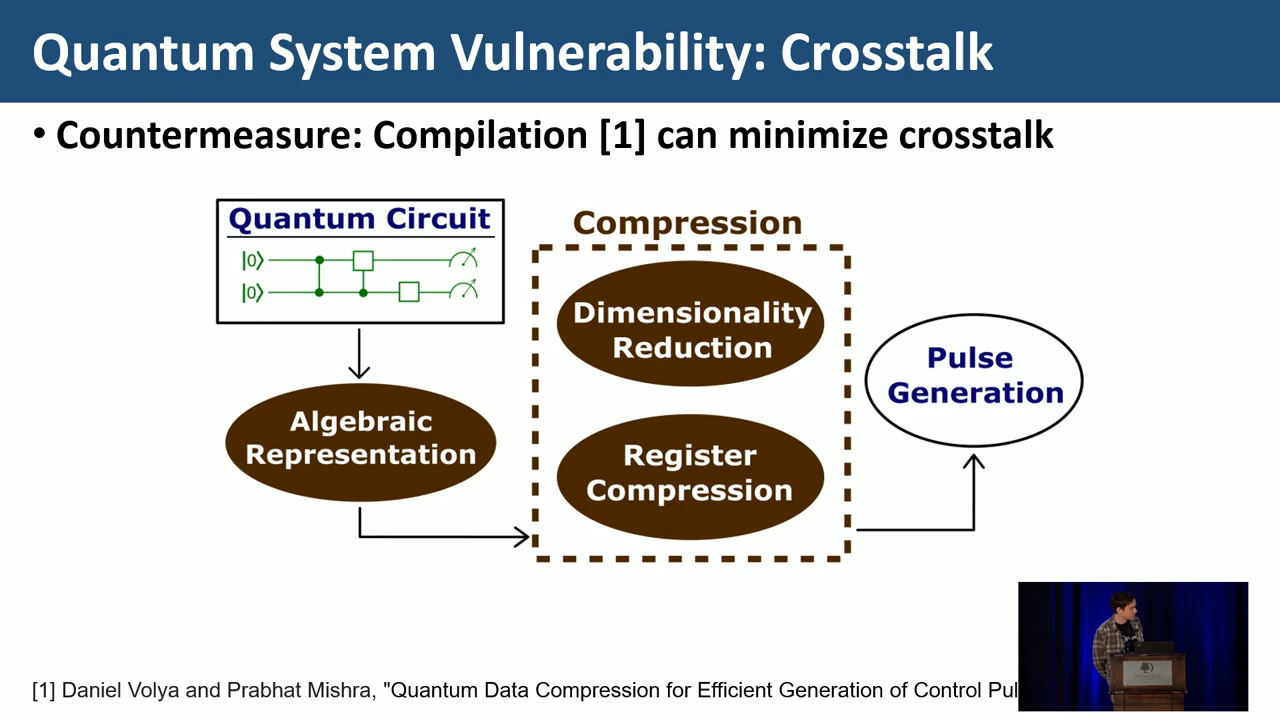 Quantum System Vulnerability: Crosstalk
• Countermeasure: Compilation [1] can minimize crosstalk
Quantum Circuit
|0⟩
|0⟩
Algebraic
Representation
Compression
Dimensionality
Reduction
Register
Compression
Pulse
Generation
[1] Daniel Volya and Prabhat Mishra, "Quantum Data Compression for Efficient Generation of Control Pul